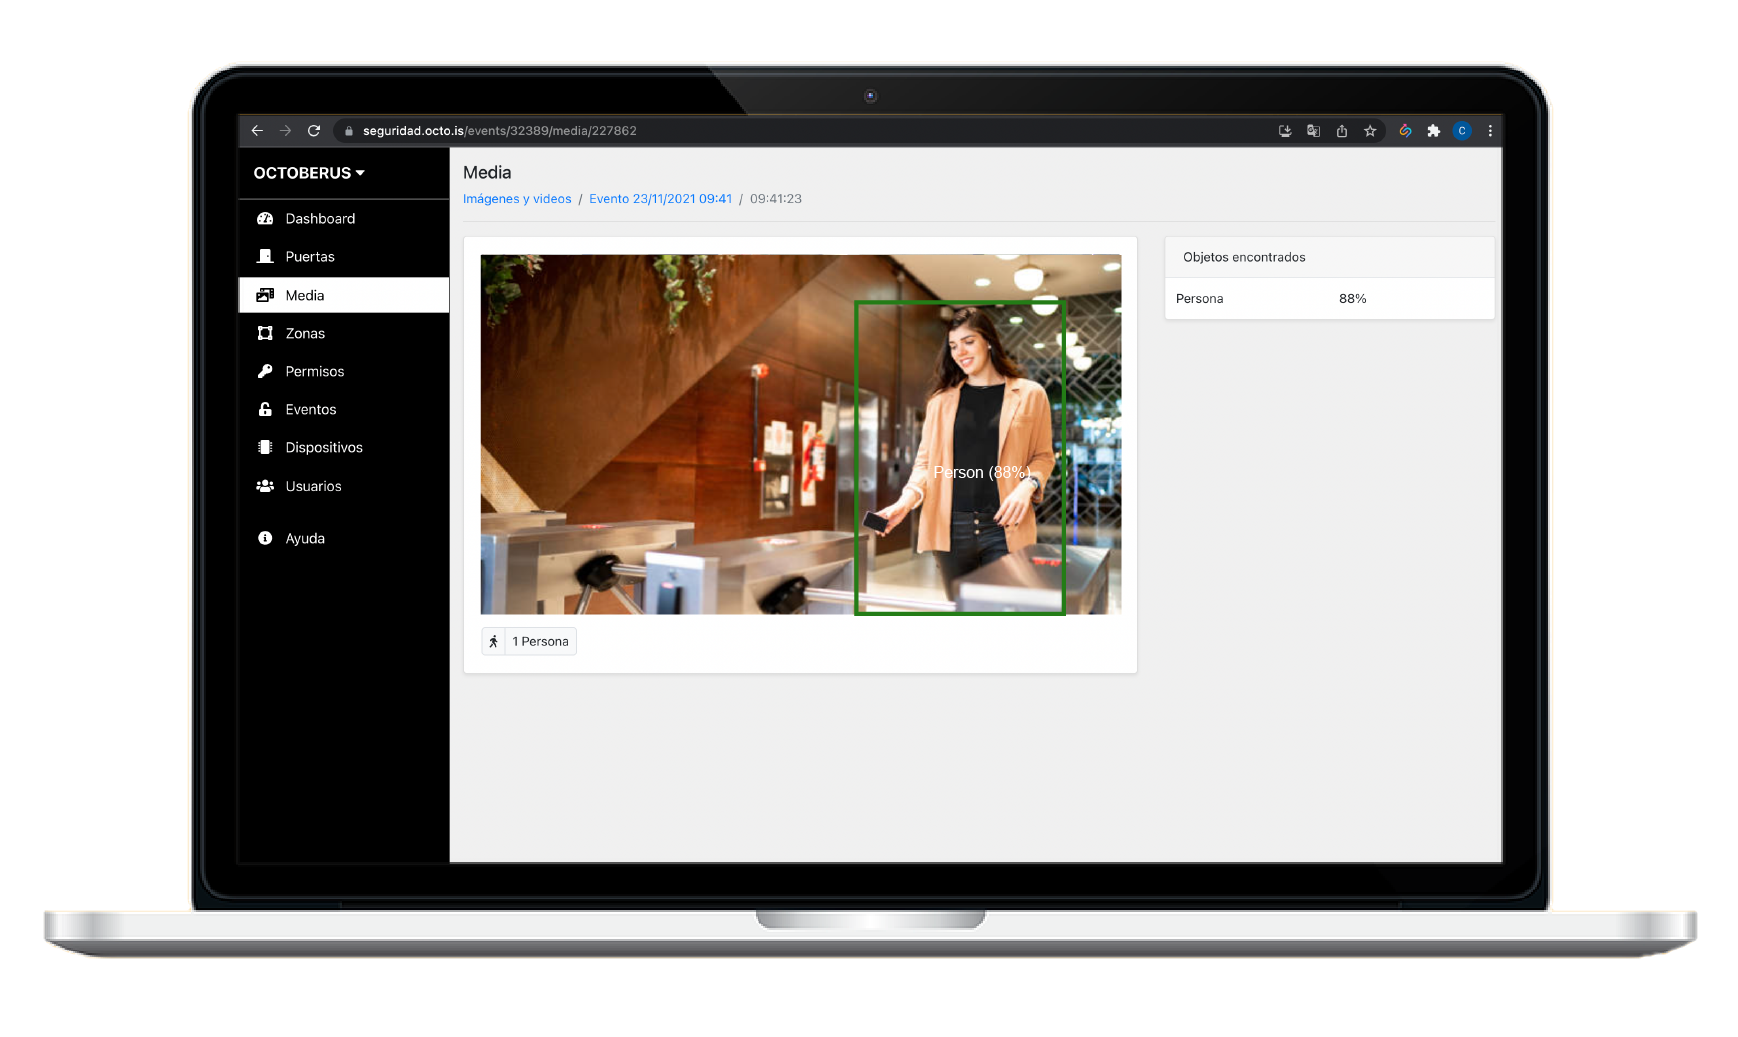 seguridad.octo.is/events/32389/media/227862
C
OCTOBERUS
Dashboard
Puertas
Media
Zonas
Permisos
Eventos
Dispositivos
Usuarios
Ayuda
Media
Imágenes y videos / Evento 23/11/2021 09:41 / 09:41:23
Person (88%)
1 Persona
Objetos encontrados
Persona 88%